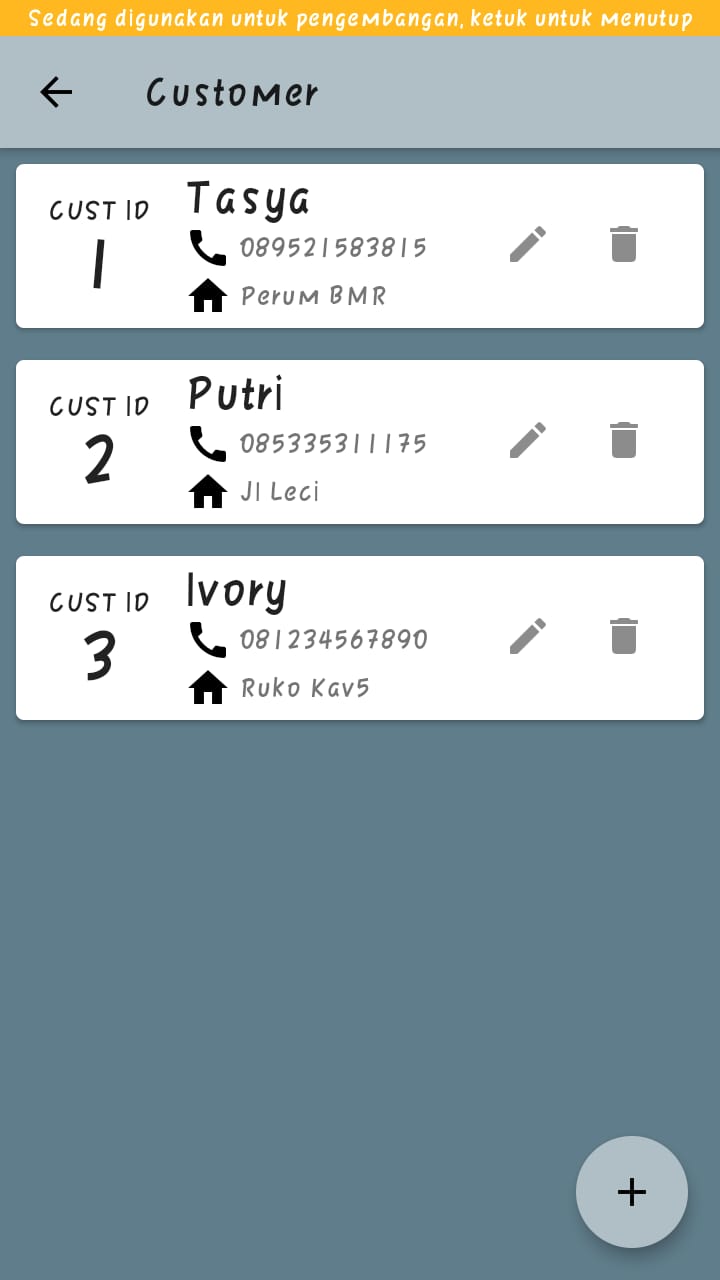 Sedang digunakan untuk pengembangan, ketuk untuk menutup
Customer
CUST ID
1
Tasya
089521583815
Perum BMR
CUST ID
2
Putri
085335311175
Jl Leci
CUST ID
3
Ivory
081234567890
Ruko Kav5